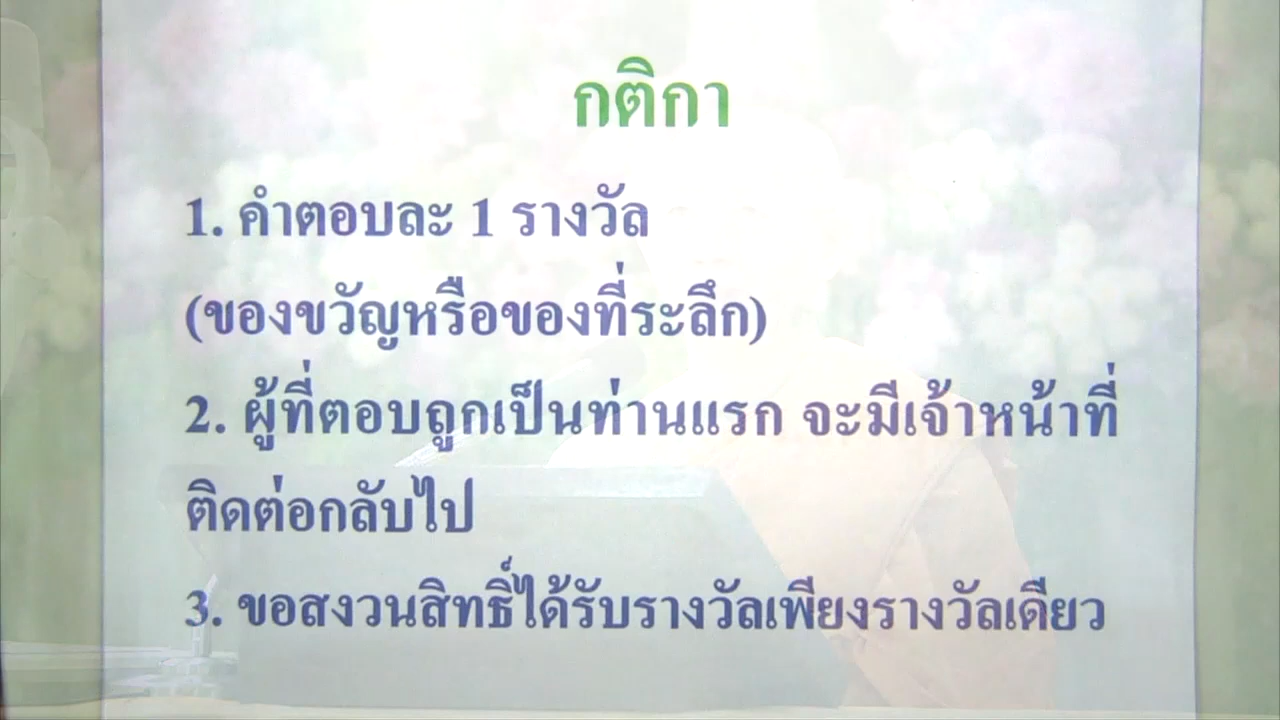 กติกา
1. คำตอบละ 1 รางวัล
(ของขวัญหรือของที่ระลึก)
2. ผู้ที่ตอบถูกเป็นท่านแรก จะมีเจ้าหน้าที่
ติดต่อกลับไป
3. ขอสงวนสิทธิ์ได้รับรางวัลเพียงรางวัลเดียว